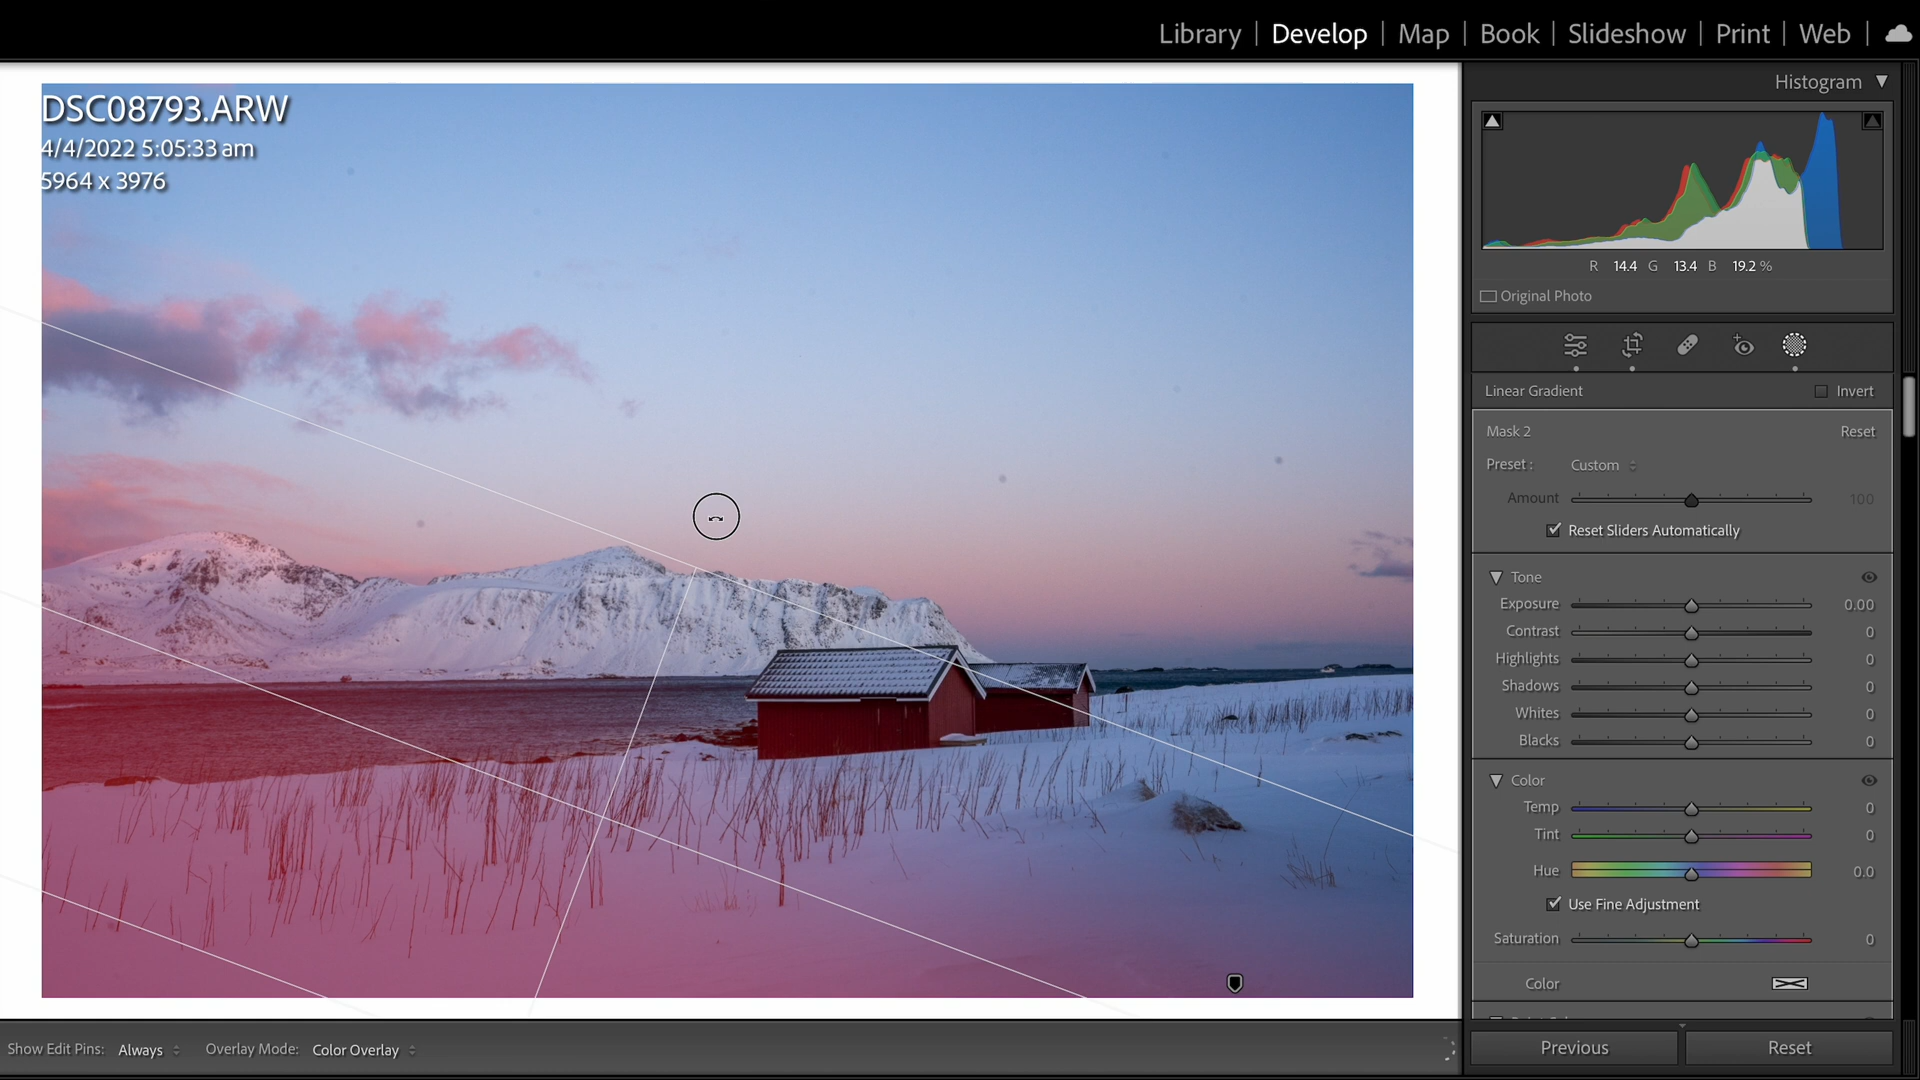 Library | Develop | Map | Book | Slideshow | Print | Web |
DSC08793.ARW
4/4/2022 5:05:33 am
5964 x 3976
Histogram
R 14.4 G 13.4 B 19.2 %
Original Photo
Linear Gradient Invert
Mask 2 Reset
Preset : Custom
Amount 100
Reset Sliders Automatically
Tone
Exposure 0.00
Contrast 0
Highlights 0
Shadows 0
Whites 0
Blacks 0
Color
Temp 0
Tint 0
Hue 0.0
Use Fine Adjustment
Saturation 0
Color
Show Edit Pins: Always Overlay Mode: Color Overlay
Previous Reset